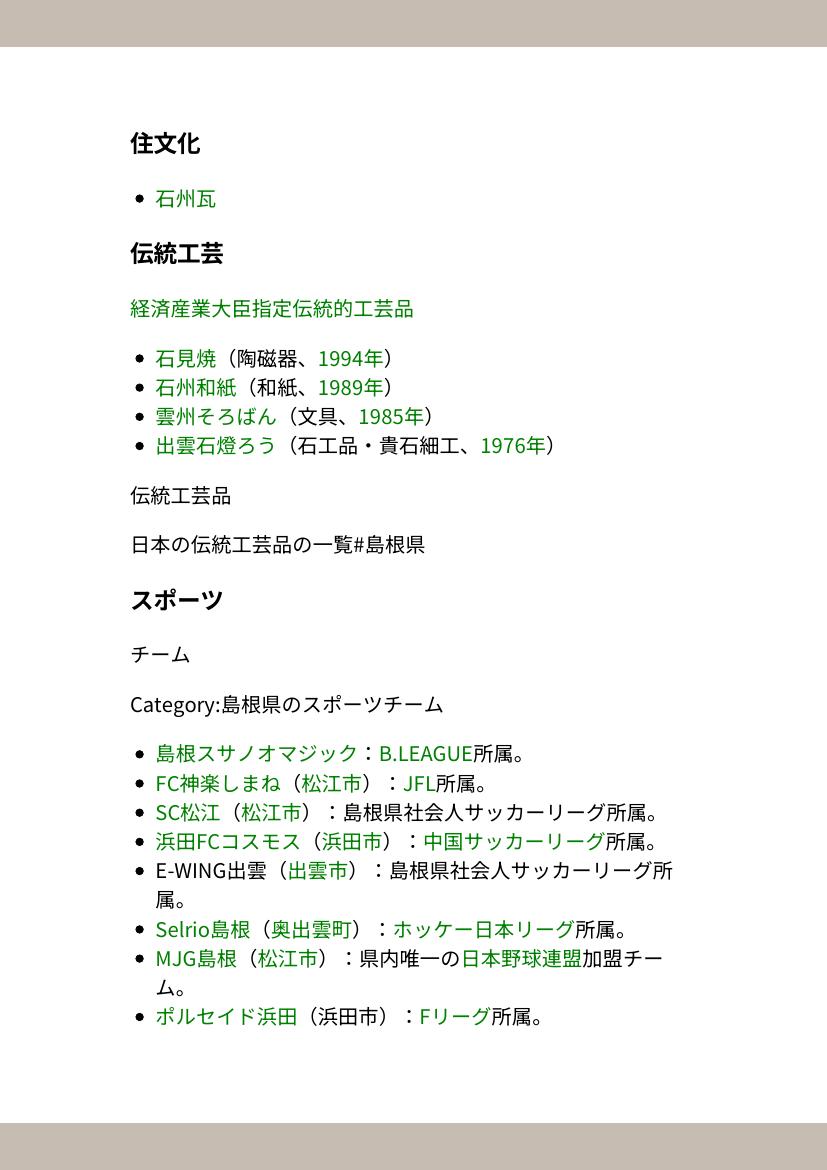 住文化
石州瓦
伝統工芸
経済産業大臣指定伝統的工芸品
石見焼（陶磁器、1994年）
石州和紙（和紙、1989年）
雲州そろばん（文具、1985年）
出雲石燈ろう（石工品・貴石細工、1976年）
伝統工芸品
日本の伝統工芸品の一覧#島根県
スポーツ
チーム
Category:島根県のスポーツチーム
島根スサノオマジック：B.LEAGUE所属。
FC神楽しまね（松江市）：JFL所属。
SC松江（松江市）：島根県社会人サッカーリーグ所属。
浜田FCコスモス（浜田市）：中国サッカーリーグ所属。
E-WING出雲（出雲市）：島根県社会人サッカーリーグ所
属。
Selrio島根（奥出雲町）：ホッケー日本リーグ所属。
MJG島根（松江市）：県内唯一の日本野球連盟加盟チー
ム。
ポルセイド浜田（浜田市）：Fリーグ所属。